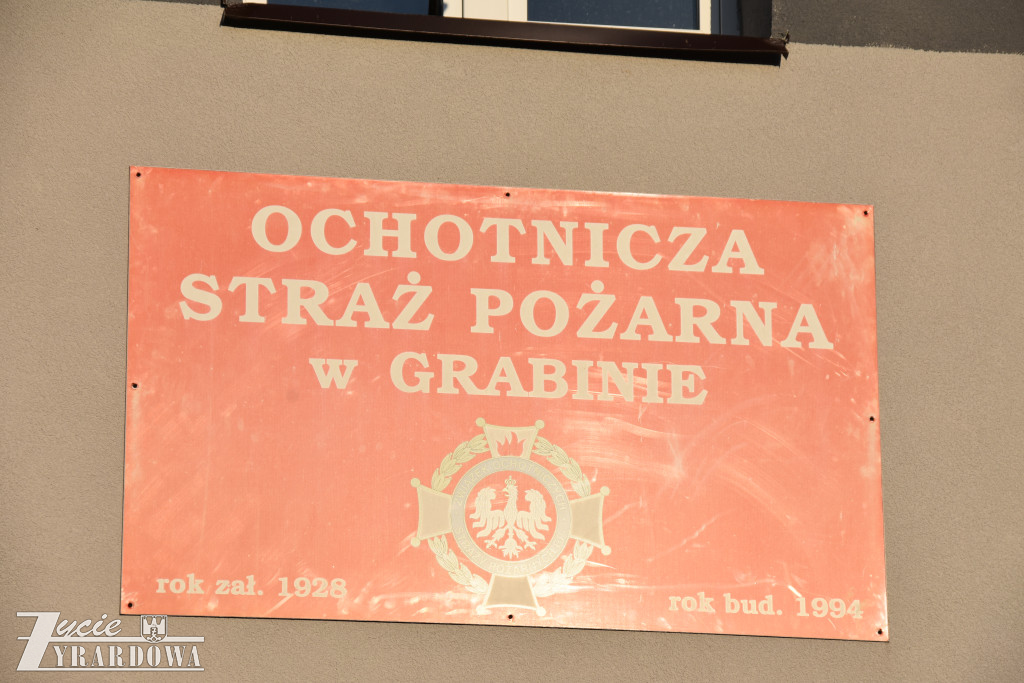 OCHOTNICZA
STRAŻ POŻARNA
W GRABINIE
rok zał. 1928
rok bud. 1994
Życie
ŻYRARDOWA